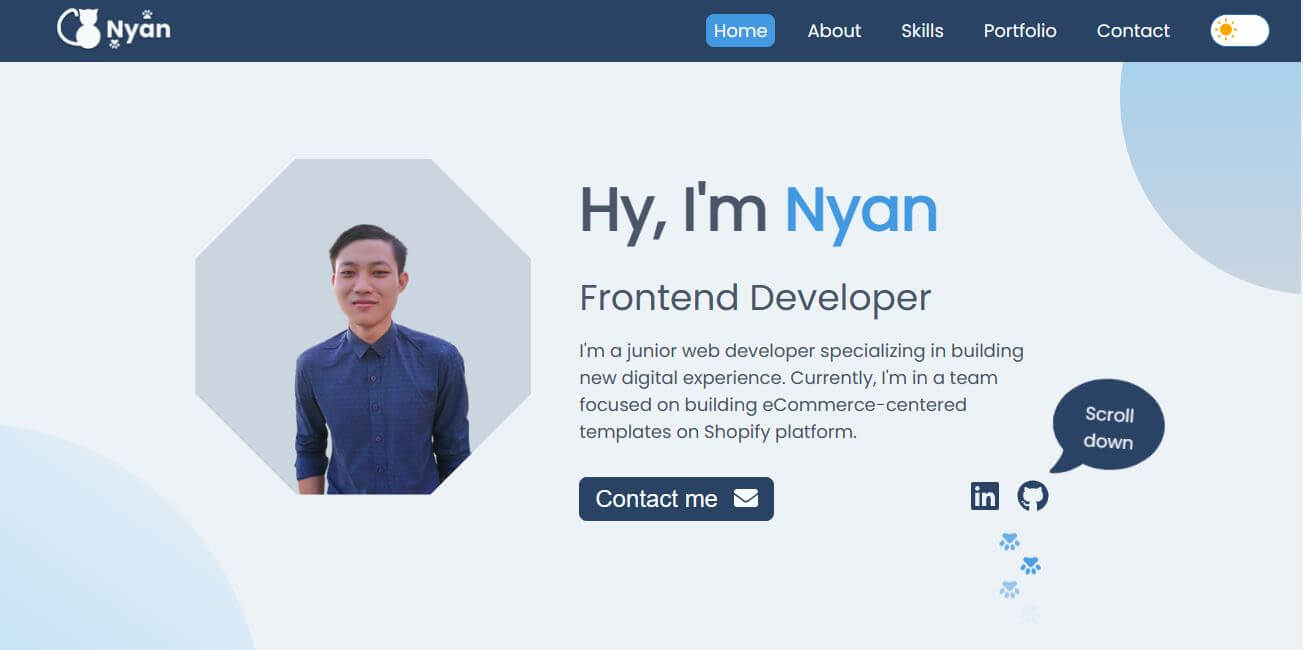 Nyan
Home About Skills Portfolio Contact
Hy, I'm Nyan
Frontend Developer
I'm a junior web developer specializing in building
new digital experience. Currently, I'm in a team
focused on building eCommerce-centered
templates on Shopify platform.
Scroll
down
Contact me
in